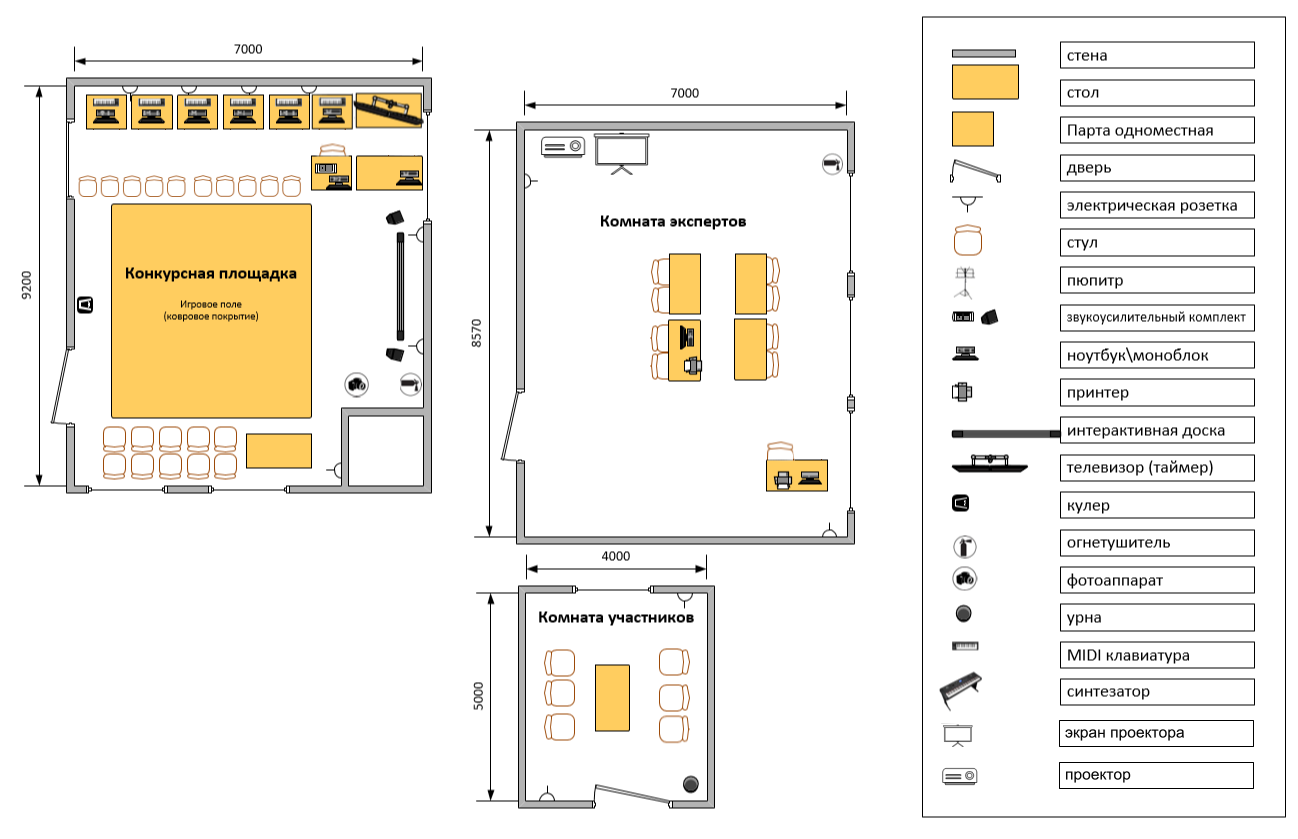 7000
9200
Конкурсная площадка
Игровое поле
(ковровое покрытие)
7000
8570
Комната экспертов
4000
5000
Комната участников
стена
стол
Парта одноместная
дверь
электрическая розетка
стул
пюпитр
звукоусилительный комплект
ноутбук\моноблок
принтер
интерактивная доска
телевизор (таймер)
кулер
огнетушитель
фотоаппарат
урна
MIDI клавиатура
синтезатор
экран проектора
проектор